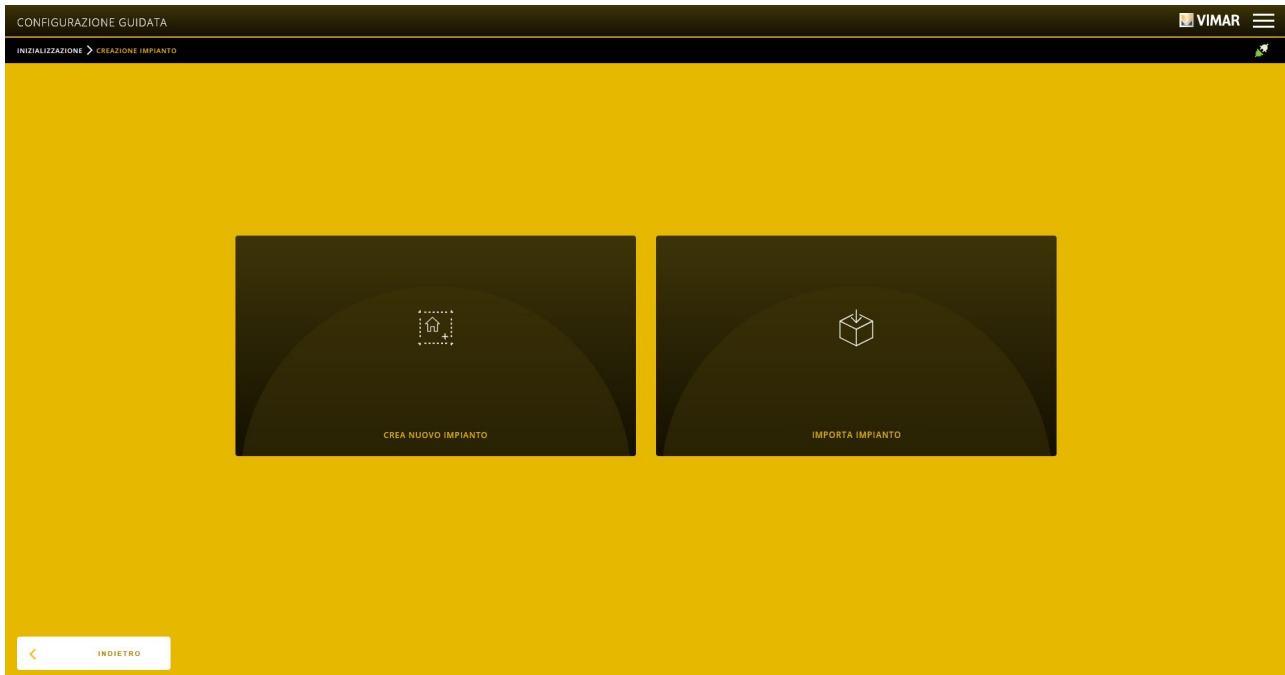 CONFIGURAZIONE GUIDATA
VIMAR
INIZIALIZZAZIONE > CREAZIONE IMPIANTO
CREA NUOVO IMPIANTO
IMPORTA IMPIANTO
INDIETRO